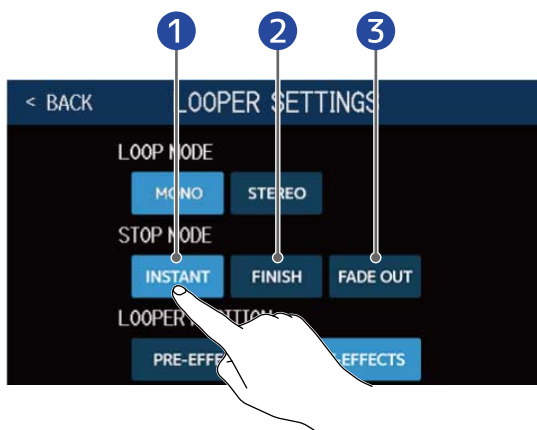 1 2 3
< BACK LOOPER SETTINGS
LOOP MODE
MONO STEREO
STOP MODE
INSTANT FINISH FADE OUT
LOOPER
PRE-EFFE -EFFECTS